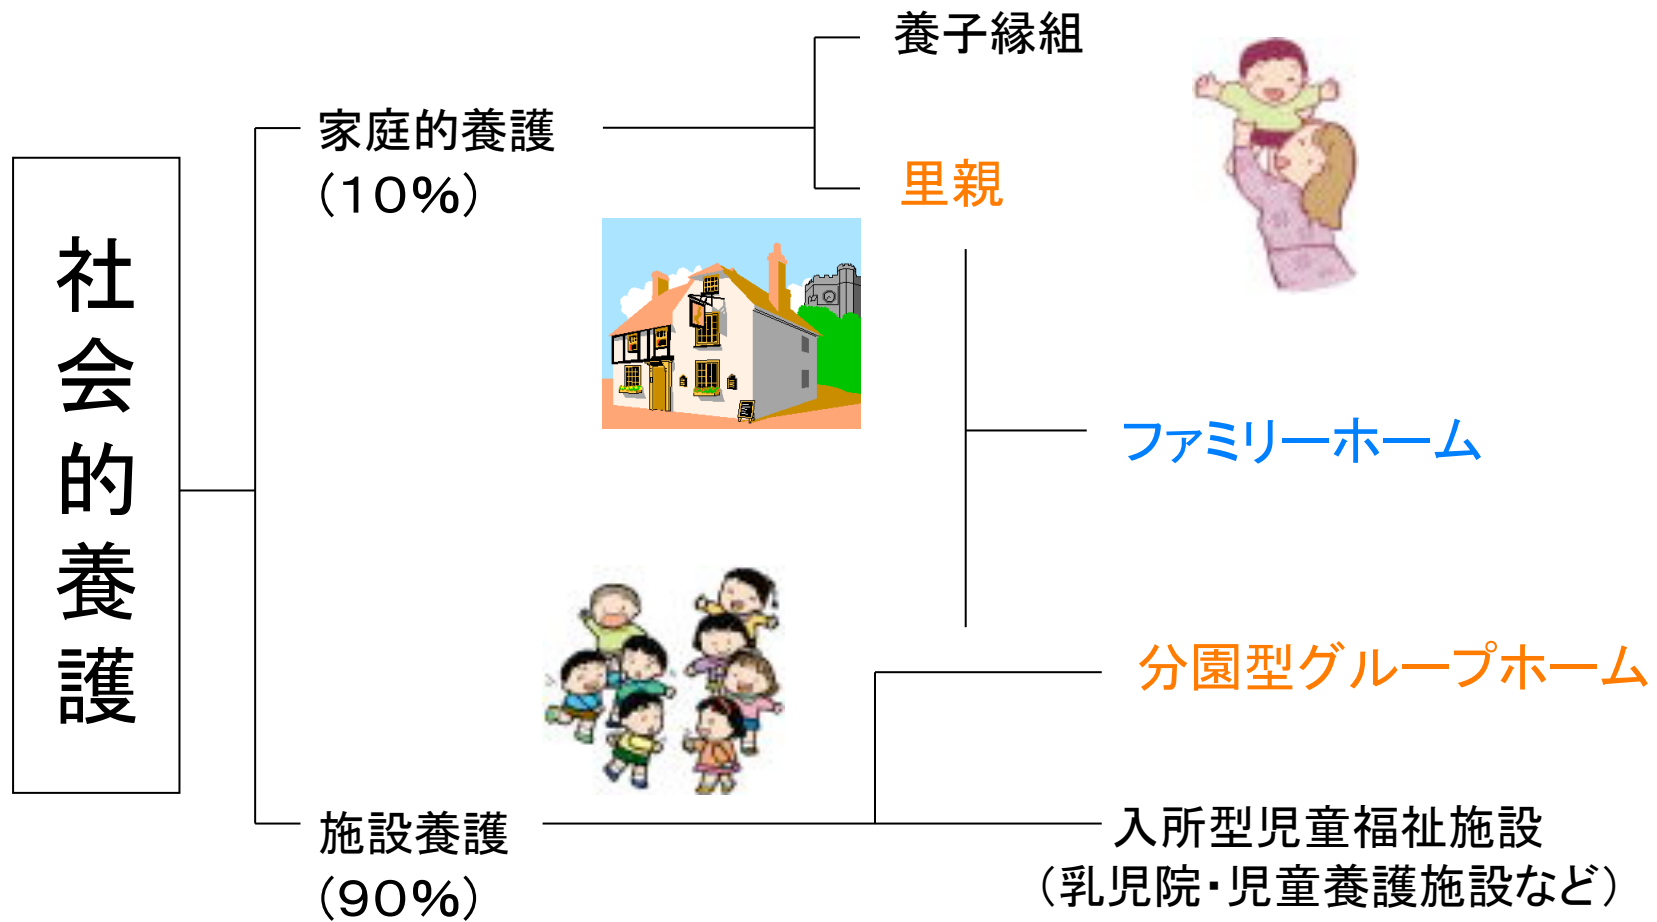 社会的養護
家庭的養護
(10%)
養子縁組
里親
ファミリーホーム
分園型グループホーム
施設養護
(90%)
入所型児童福祉施設
(乳児院・児童養護施設など)